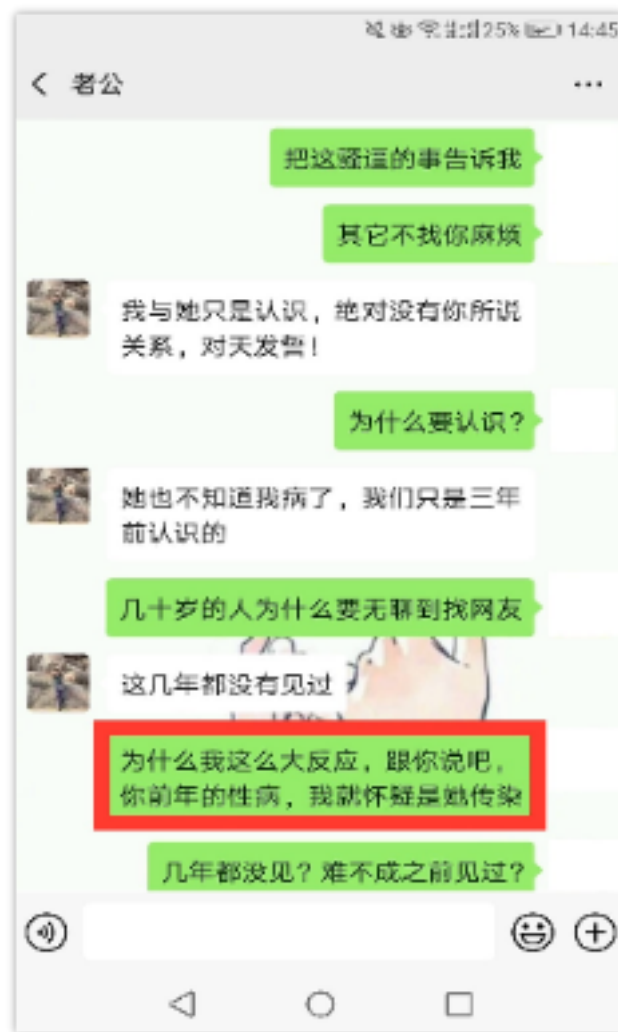 25% 14:45
老公
把这骚逼的事告诉我
其它不找你麻烦
我与她只是认识，绝对没有你所说
关系，对天发誓！
为什么要认识？
她也不知道我病了，我们只是三年
前认识的
几十岁的人为什么要无聊到找网友
这几年都没有见过
为什么我这么大反应，跟你说吧，
你前年的性病，我就怀疑是她传染
几年都没见？难不成之前见过？